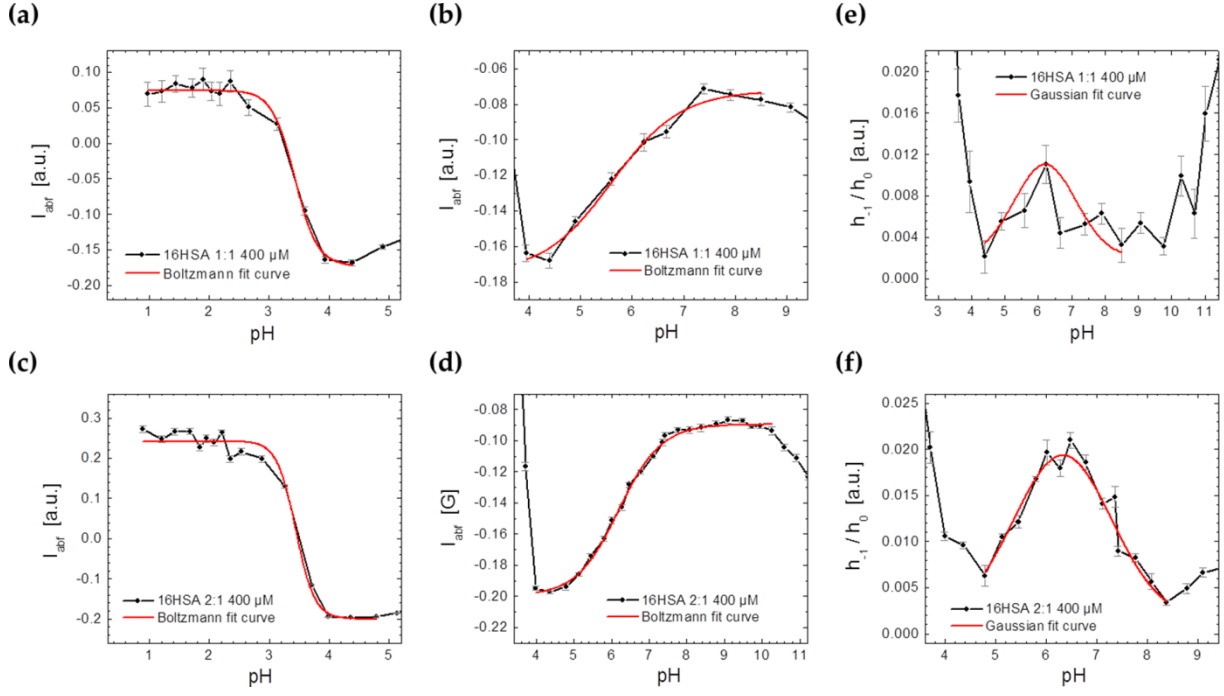 (a)
I_abf [a.u.]
0.10
0.05
0.00
-0.05
-0.10
-0.15
-0.20
16HSA 1:1 400 µM
Boltzmann fit curve
1 2 3 4 5
pH
(b)
I_abf [a.u.]
-0.06
-0.08
-0.10
-0.12
-0.14
-0.16
-0.18
16HSA 1:1 400 µM
Boltzmann fit curve
4 5 6 7 8 9
pH
(e)
h_-1 / h_0 [a.u.]
0.020
0.016
0.012
0.008
0.004
0.000
16HSA 1:1 400 µM
Gaussian fit curve
3 4 5 6 7 8 9 10 11
pH
(c)
I_abf [a.u.]
0.3
0.2
0.1
0.0
-0.1
-0.2
16HSA 2:1 400 µM
Boltzmann fit curve
1 2 3 4 5
pH
(d)
I_abf [G]
-0.08
-0.10
-0.12
-0.14
-0.16
-0.18
-0.20
-0.22
16HSA 2:1 400 µM
Boltzmann fit curve
4 5 6 7 8 9 10 11
pH
(f)
h_-1 / h_0 [a.u.]
0.025
0.020
0.015
0.010
0.005
0.000
16HSA 2:1 400 µM
Gaussian fit curve
4 5 6 7 8 9
pH